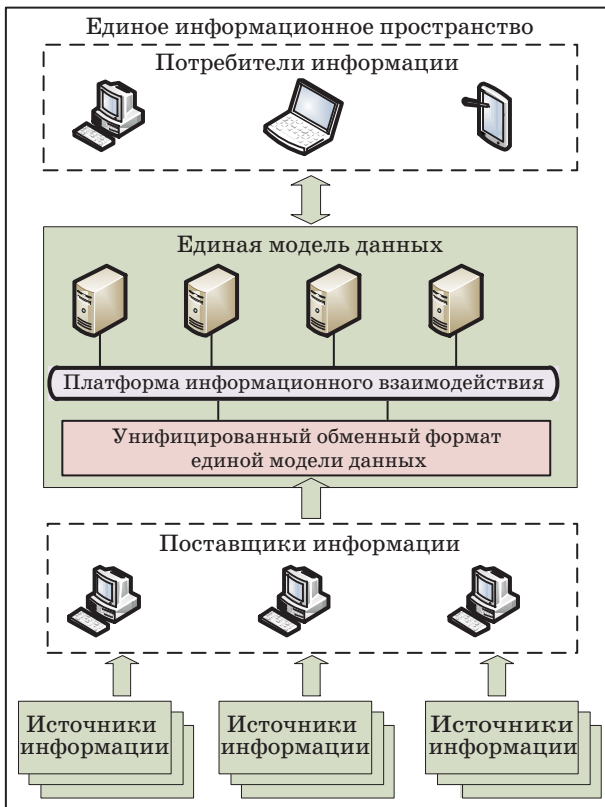 Единое информационное пространство
Потребители информации
Единая модель данных
Платформа информационного взаимодействия
Унифицированный обменный формат
единой модели данных
Поставщики информации
Источники
информации
Источники
информации
Источники
информации